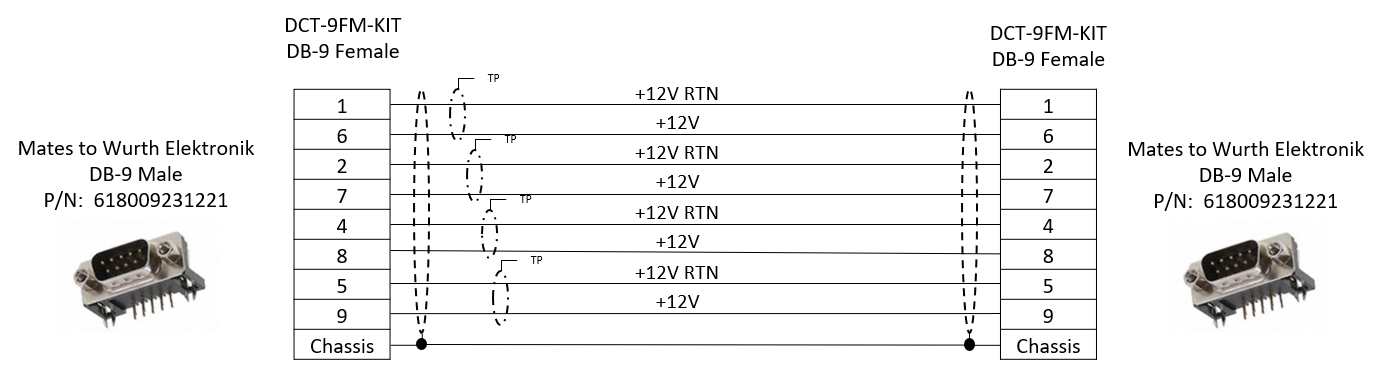 DCT-9FM-KIT
DB-9 Female
DCT-9FM-KIT
DB-9 Female
Mates to Wurth Elektronik
DB-9 Male
P/N: 618009231221
Mates to Wurth Elektronik
DB-9 Male
P/N: 618009231221
TP
1 +12V RTN 1
6 +12V 6
TP
2 +12V RTN 2
7 +12V 7
TP
4 +12V RTN 4
8 +12V 8
TP
5 +12V RTN 5
9 +12V 9
Chassis Chassis